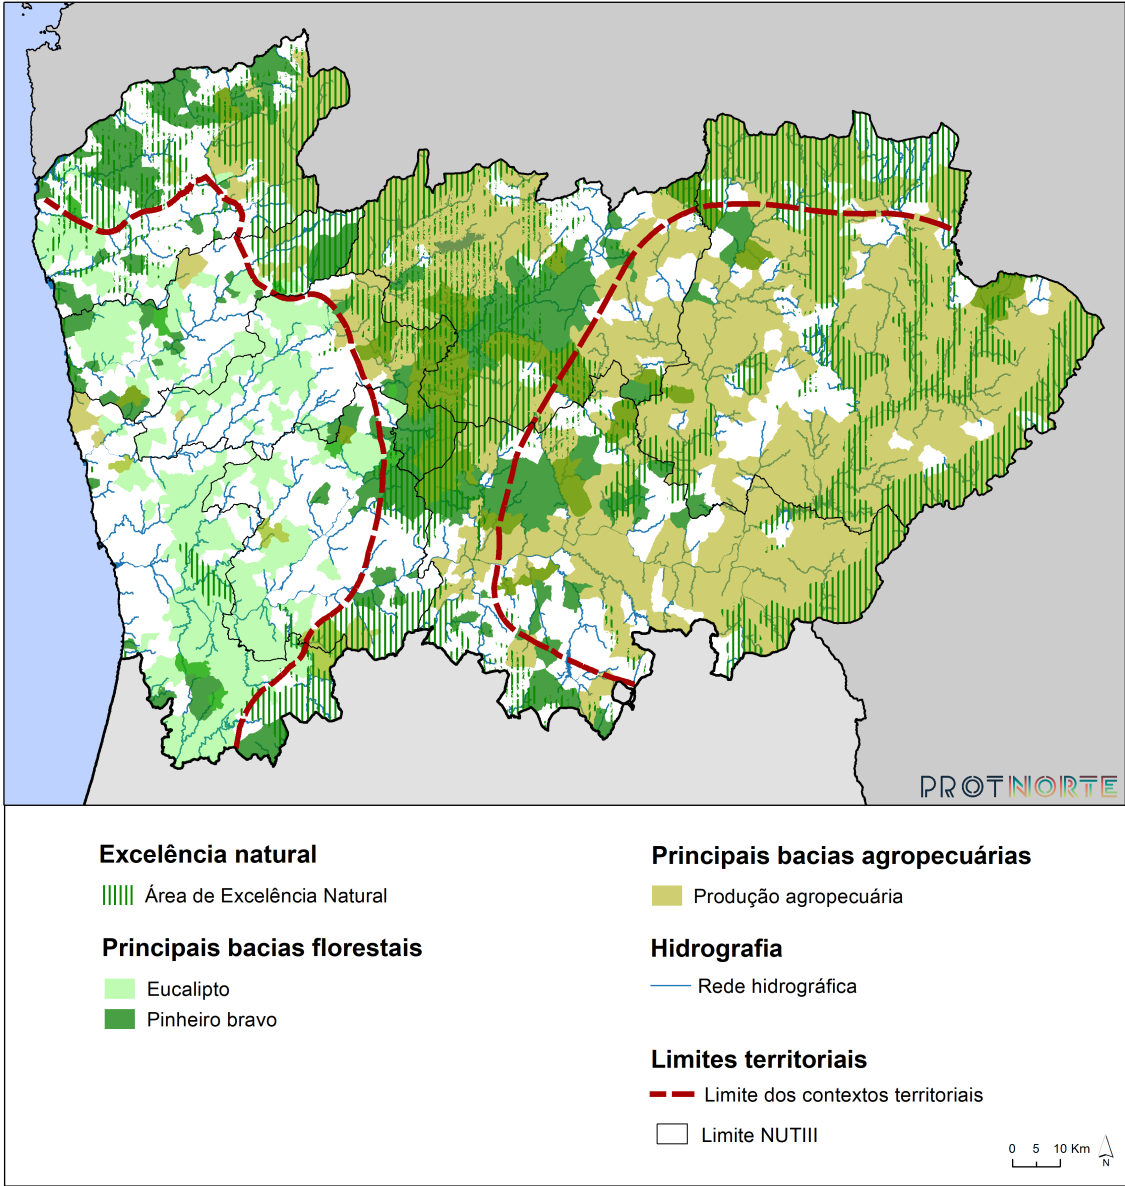 PROTNORTE
Excelência natural
Área de Excelência Natural
Principais bacias florestais
Eucalipto
Pinheiro bravo
Principais bacias agropecuárias
Produção agropecuária
Hidrografia
Rede hidrográfica
Limites territoriais
Limite dos contextos territoriais
Limite NUTIII
0 5 10 Km
N